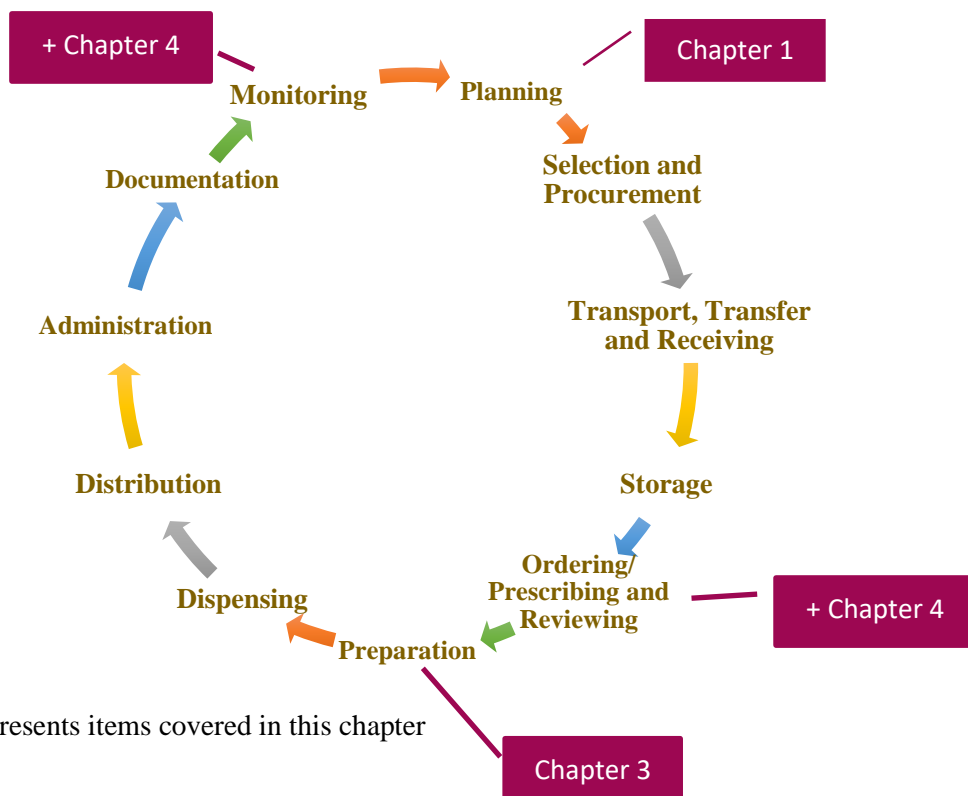 + Chapter 4
Chapter 1
Monitoring
Planning
Selection and
Procurement
Documentation
Transport, Transfer
and Receiving
Administration
Storage
Distribution
Ordering/
Prescribing and
Reviewing
+ Chapter 4
Dispensing
Preparation
resents items covered in this chapter
Chapter 3